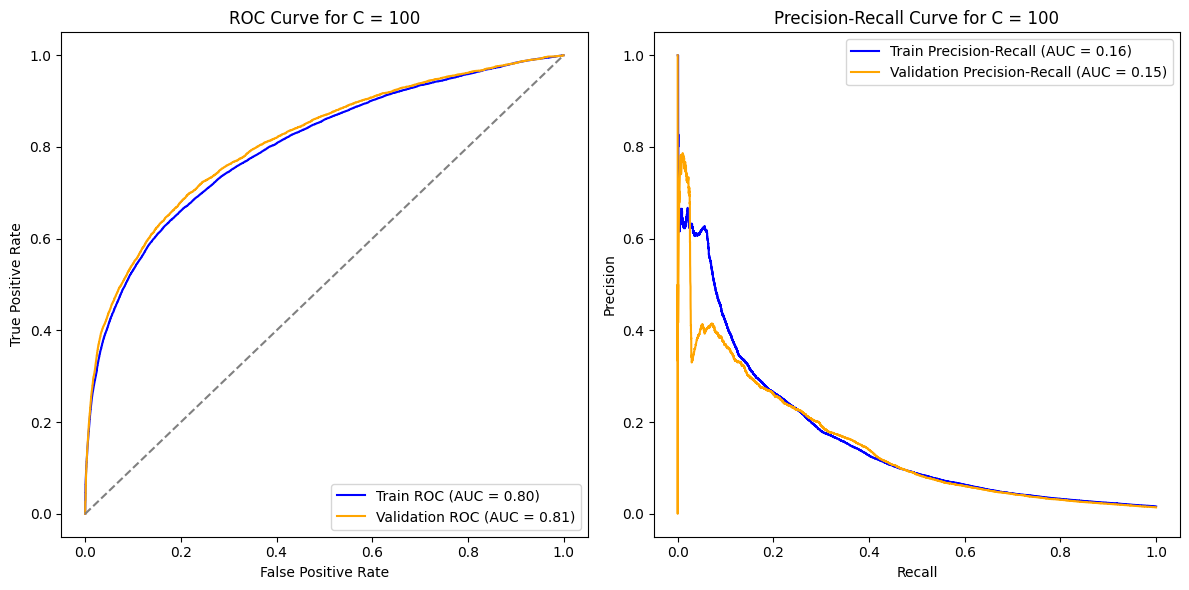 ROC Curve for C = 100
True Positive Rate
1.0
0.8
0.6
0.4
0.2
0.0
Train ROC (AUC = 0.80)
Validation ROC (AUC = 0.81)
0.0 0.2 0.4 0.6 0.8 1.0
False Positive Rate
Precision-Recall Curve for C = 100
Precision
1.0
0.8
0.6
0.4
0.2
0.0
Train Precision-Recall (AUC = 0.16)
Validation Precision-Recall (AUC = 0.15)
0.0 0.2 0.4 0.6 0.8 1.0
Recall